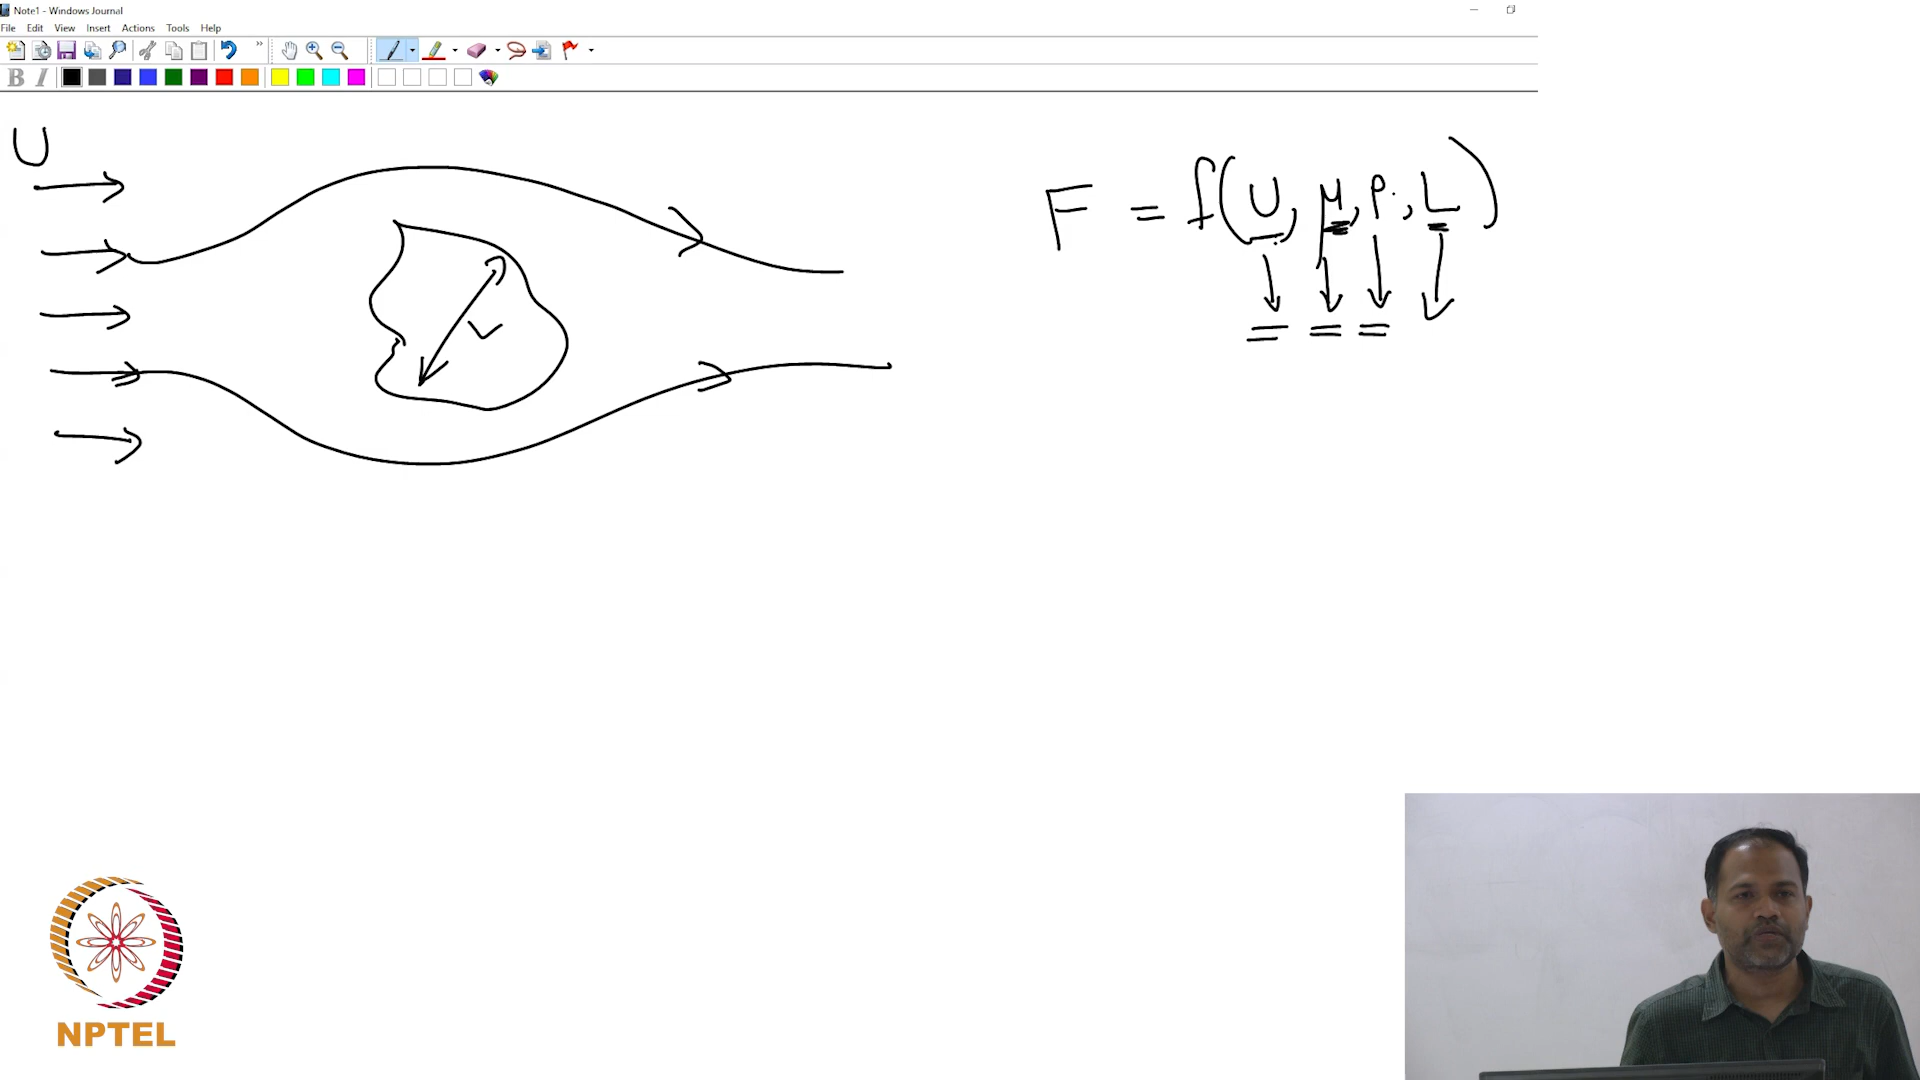 Note1 - Windows Journal
File Edit View Insert Actions Tools Help
B I
U
L
F = f(U, μ, ρ, L)
NPTEL